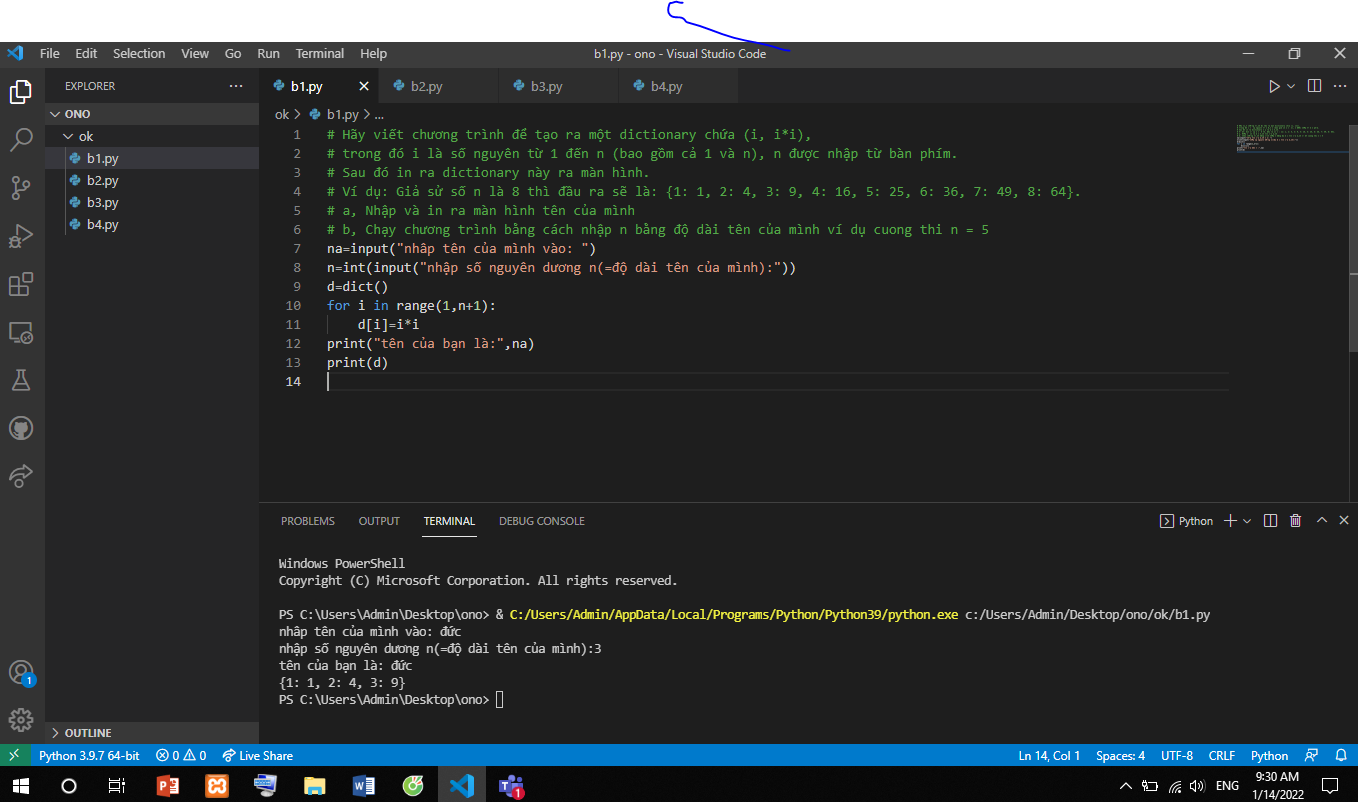 File Edit Selection View Go Run Terminal Help
b1.py - ono - Visual Studio Code
EXPLORER
ONO
ok
b1.py
b2.py
b3.py
b4.py
OUTLINE
b1.py b2.py b3.py b4.py
ok > b1.py > ...
1 # Hãy viết chương trình để tạo ra một dictionary chứa (i, i*i),
2 # trong đó i là số nguyên từ 1 đến n (bao gồm cả 1 và n), n được nhập từ bàn phím.
3 # Sau đó in ra dictionary này ra màn hình.
4 # Ví dụ: Giả sử số n là 8 thì đầu ra sẽ là: {1: 1, 2: 4, 3: 9, 4: 16, 5: 25, 6: 36, 7: 49, 8: 64}.
5 # a, Nhập và in ra màn hình tên của mình
6 # b, Chạy chương trình bằng cách nhập n bằng độ dài tên của mình ví dụ cuong thi n = 5
7 na=input("nhâp tên của mình vào: ")
8 n=int(input("nhập số nguyên dương n(=độ dài tên của mình):"))
9 d=dict()
10 for i in range(1,n+1):
11 d[i]=i*i
12 print("tên của bạn là:",na)
13 print(d)
14
PROBLEMS OUTPUT TERMINAL DEBUG CONSOLE
Python
Windows PowerShell
Copyright (C) Microsoft Corporation. All rights reserved.
PS C:\Users\Admin\Desktop\ono> & C:/Users/Admin/AppData/Local/Programs/Python/Python39/python.exe c:/Users/Admin/Desktop/ono/ok/b1.py
nhâp tên của mình vào: đức
nhập số nguyên dương n(=độ dài tên của mình):3
tên của bạn là: đức
{1: 1, 2: 4, 3: 9}
PS C:\Users\Admin\Desktop\ono>
1
Python 3.9.7 64-bit 0 0 Live Share
Ln 14, Col 1 Spaces: 4 UTF-8 CRLF Python
1
ENG
9:30 AM
1/14/2022